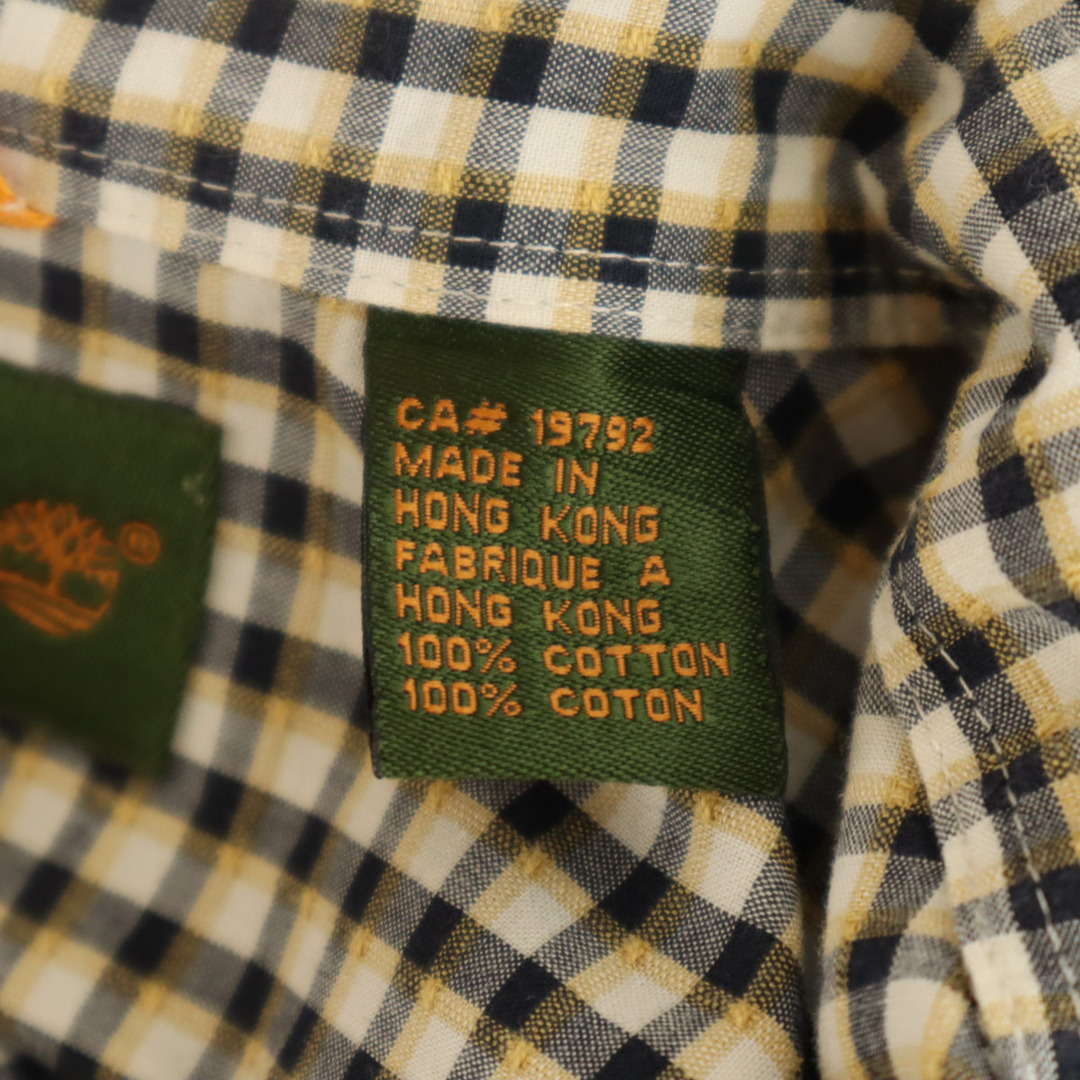 CA# 19792
MADE IN
HONG KONG
FABRIQUE A
HONG KONG
100% COTTON
100% COTON
®